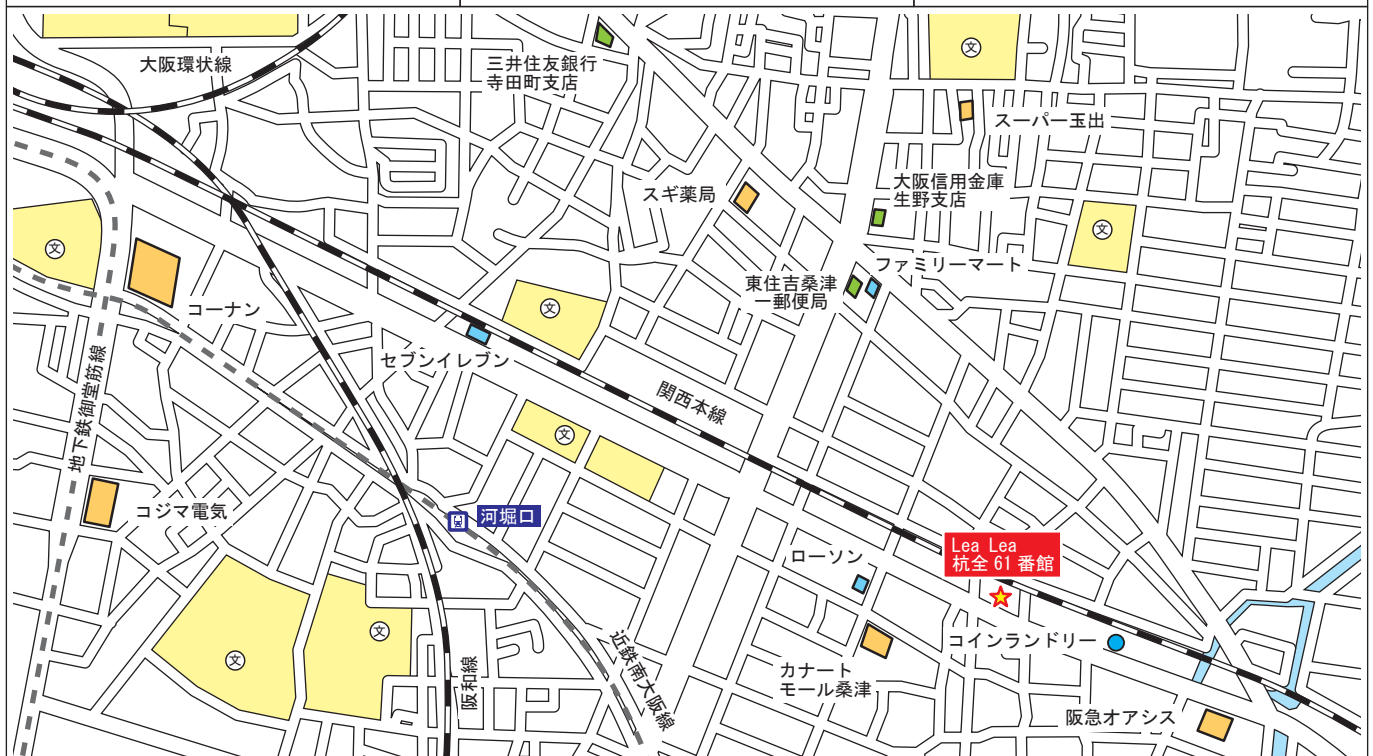 大阪環状線
三井住友銀行
寺田町支店
文
スーパー玉出
スギ薬局
大阪信用金庫
生野支店
文
文
コーナン
東住吉桑津
一郵便局
ファミリーマート
文
セブンイレブン
関西本線
地下鉄御堂筋線
文
コジマ電気
河堀口
Lea Lea
杭全 61 番館
ローソン
文
文
コインランドリー
カナート
モール桑津
阪和線
近鉄南大阪線
阪急オアシス